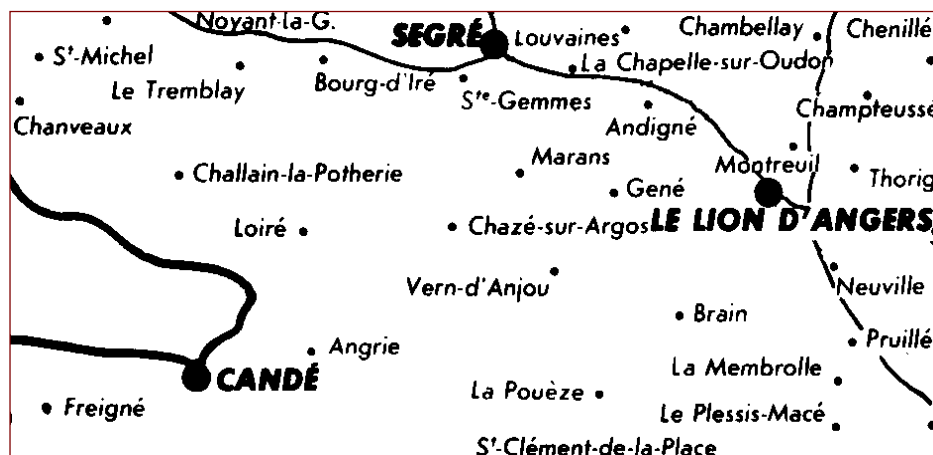 Noyant-la-G.
SEGRÉ
Louvaines
Chambellay
Chenillé
St-Michel
La Chapelle-sur-Oudon
Le Tremblay
Bourg-d'Iré
Ste-Gemmes
Champteussé
Chanveaux
Andigné
Marans
Montreuil
Challain-la-Potherie
Gené
Thorig
Loiré
Chazé-sur-Argos
LE LION D'ANGERS
Vern-d'Anjou
Neuville
Brain
Angrie
Pruillé
La Membrolle
CANDÉ
La Pouèze
Freigné
Le Plessis-Macé
St-Clément-de-la-Place